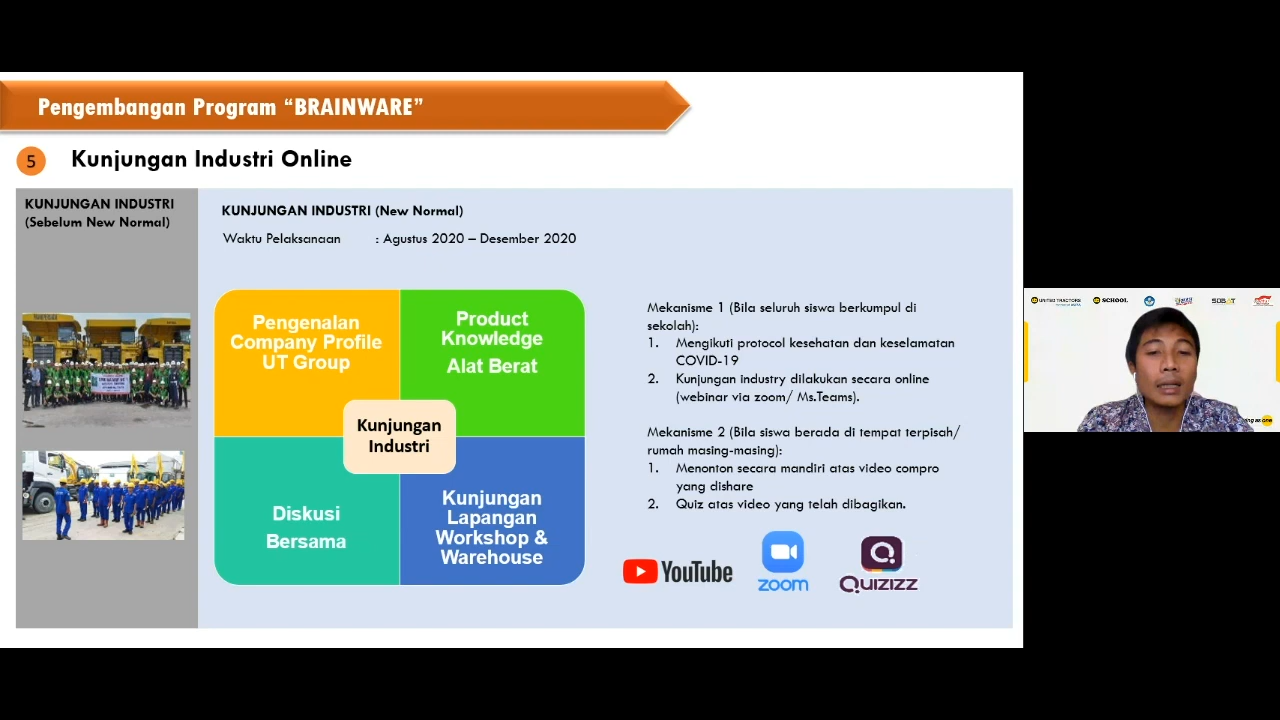 Pengembangan Program “BRAINWARE”
5
Kunjungan Industri Online
KUNJUNGAN INDUSTRI
(Sebelum New Normal)
KUNJUNGAN INDUSTRI (New Normal)
Waktu Pelaksanaan : Agustus 2020 – Desember 2020
Pengenalan
Company Profile
UT Group
Product
Knowledge
Alat Berat
Kunjungan
Industri
Diskusi
Bersama
Kunjungan
Lapangan
Workshop &
Warehouse
Mekanisme 1 (Bila seluruh siswa berkumpul di
sekolah):
1. Mengikuti protocol kesehatan dan keselamatan
COVID-19
2. Kunjungan industry dilakukan secara online
(webinar via zoom/ Ms.Teams).
Mekanisme 2 (Bila siswa berada di tempat terpisah/
rumah masing-masing):
1. Menonton secara mandiri atas video compro
yang dishare
2. Quiz atas video yang telah dibagikan.
YouTube
zoom
QUIZIZZ
UNITED TRACTORS
SCHOOL
SOBAT